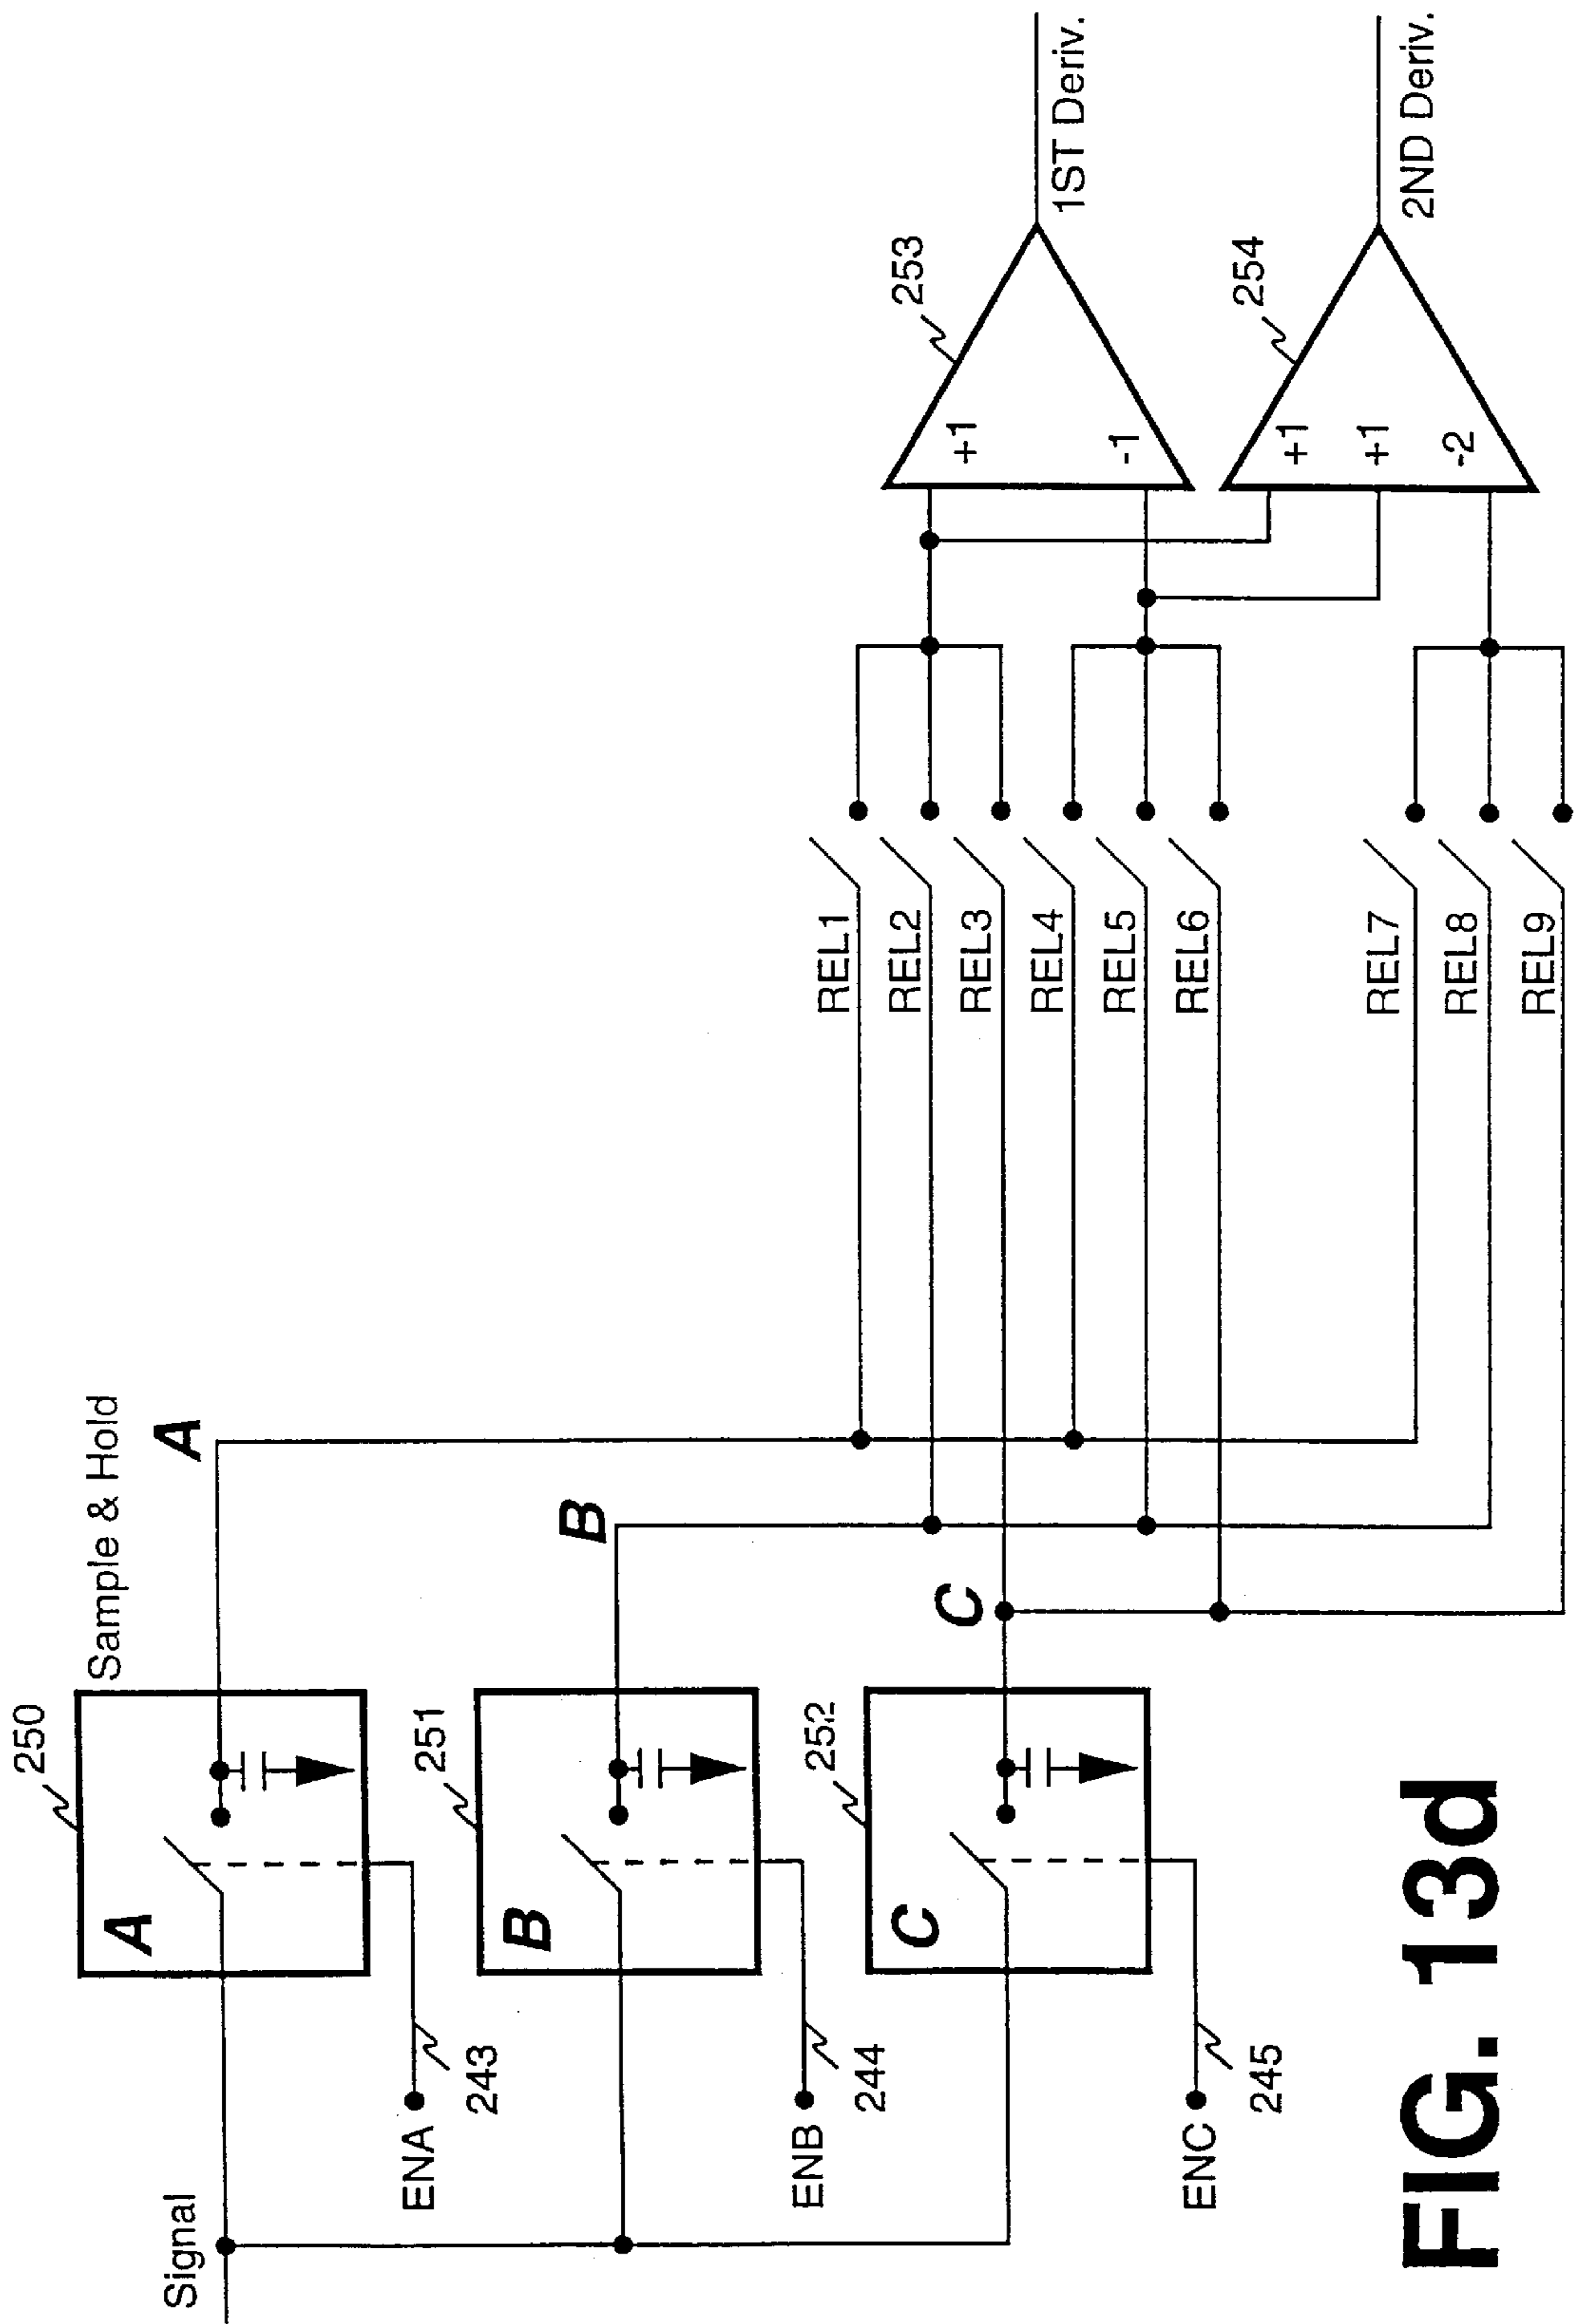 Signal
Sample & Hold
250
A
A
ENA
243
251
B
B
ENB
244
252
C
C
ENC
245
REL1
REL2
REL3
REL4
REL5
REL6
REL7
REL8
REL9
253
+1
-1
1ST Deriv.
254
+1
+1
-2
2ND Deriv.
FIG. 13d